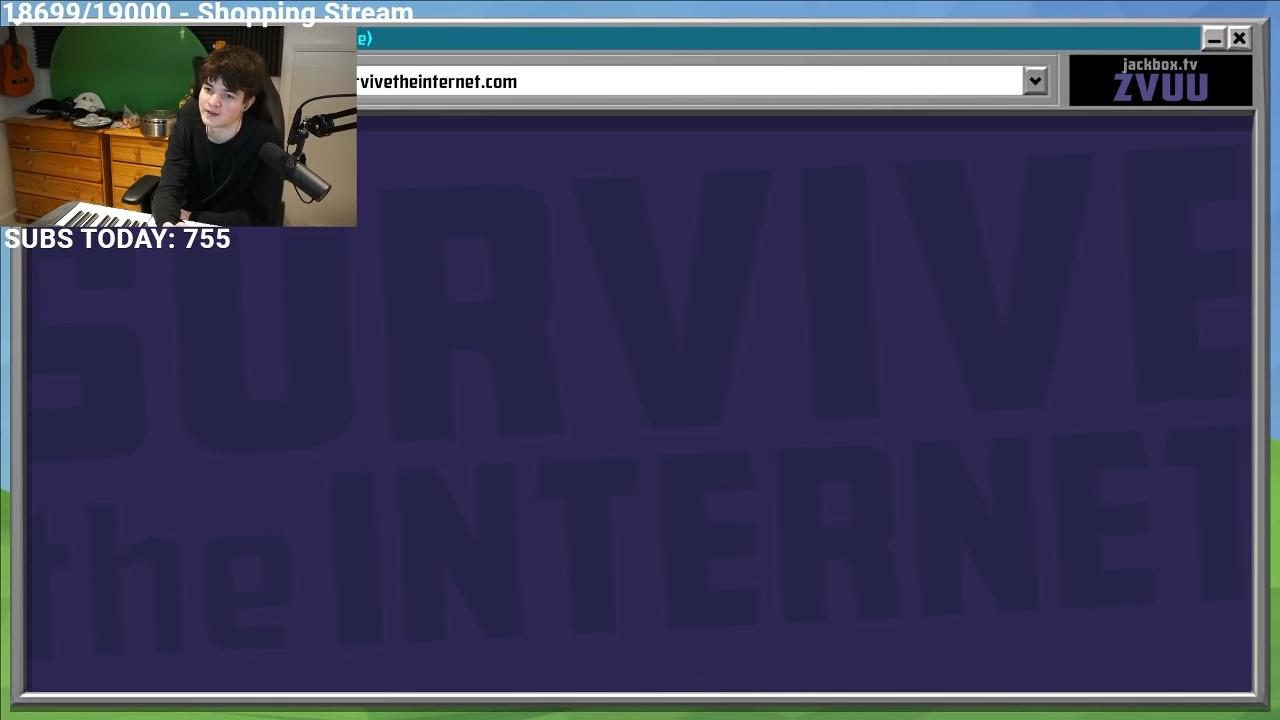 18699/19000 - Shopping Stream
e)
rvivetheinternet.com
jackbox.tv
ZVUU
SUBS TODAY: 755
SURVIVE
the INTERNET